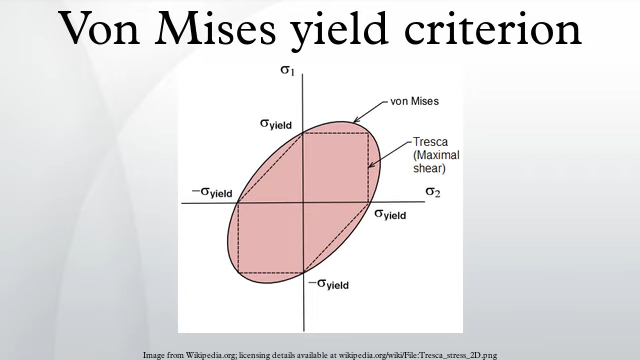 Von Mises yield criterion
σ1
von Mises
σyield
Tresca
(Maximal
shear)
−σyield
σ2
σyield
−σyield
Image from Wikipedia.org; licensing details available at wikipedia.org/wiki/File:Tresca_stress_2D.png